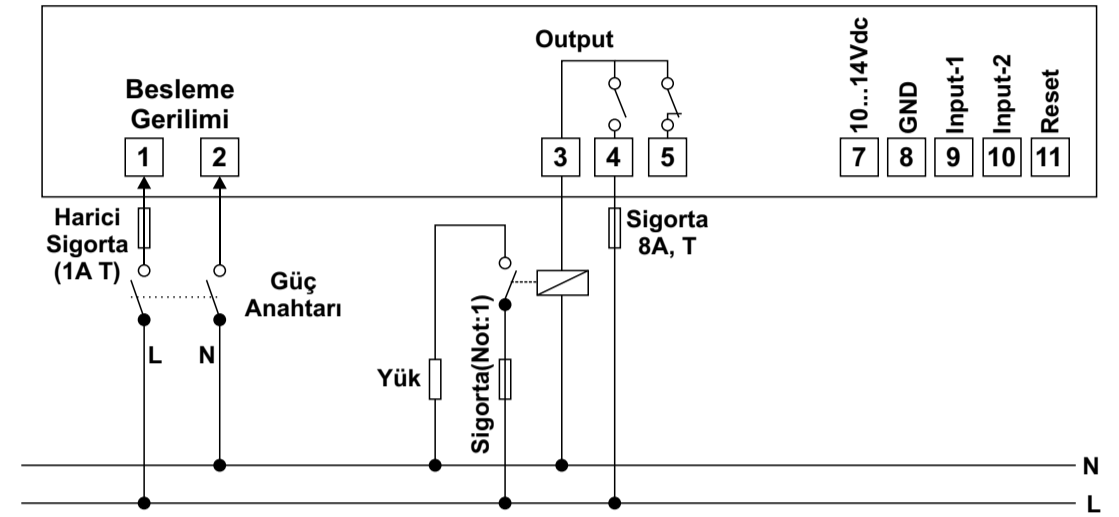 Output
Besleme
Gerilimi
10...14Vdc
GND
Input-1
Input-2
Reset
1
2
3
4
5
7
8
9
10
11
Harici
Sigorta
(1A T)
Güç
Anahtarı
Sigorta
8A, T
L
N
Yük
Sigorta(Not:1)
N
L